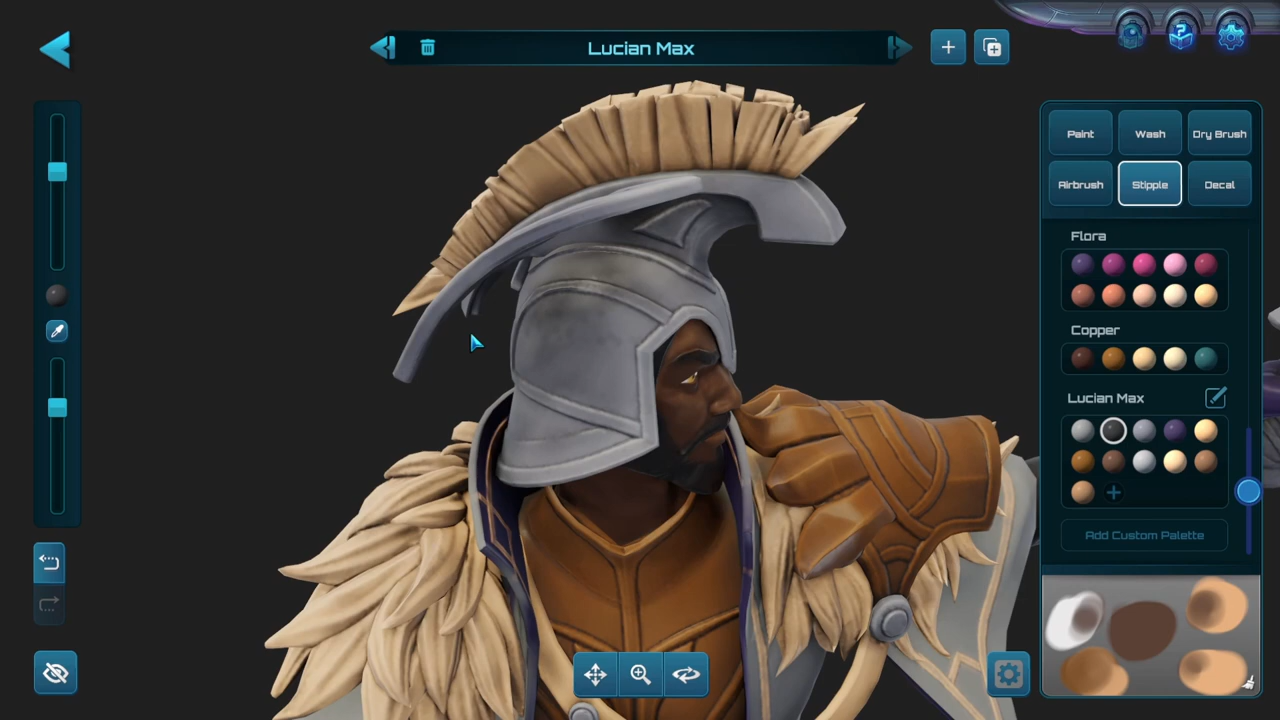 Lucian Max
Paint
Wash
Dry Brush
Airbrush
Stipple
Decal
Flora
Copper
Lucian Max
Add Custom Palette